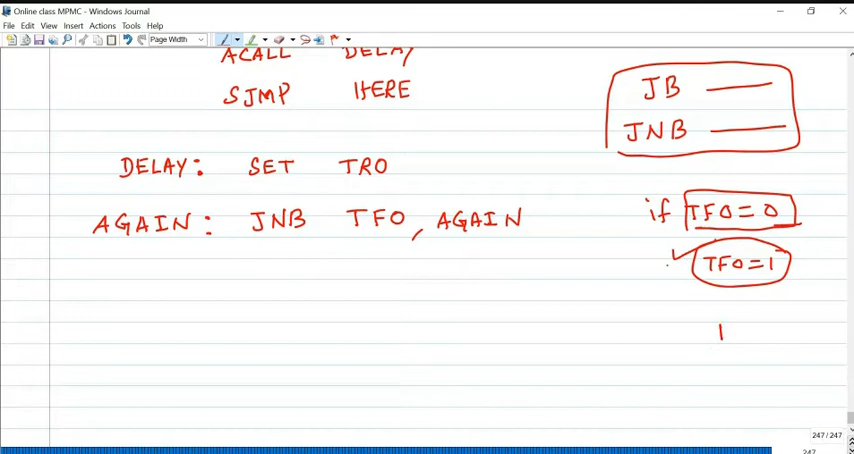 Online class MPMC - Windows Journal
File Edit View Insert Actions Tools Help
Page Width
ACALL DELAY
SJMP HERE
JB
JNB
DELAY: SET TR0
AGAIN: JNB TF0, AGAIN
if TF0=0
TF0=1
1
247 / 247
247